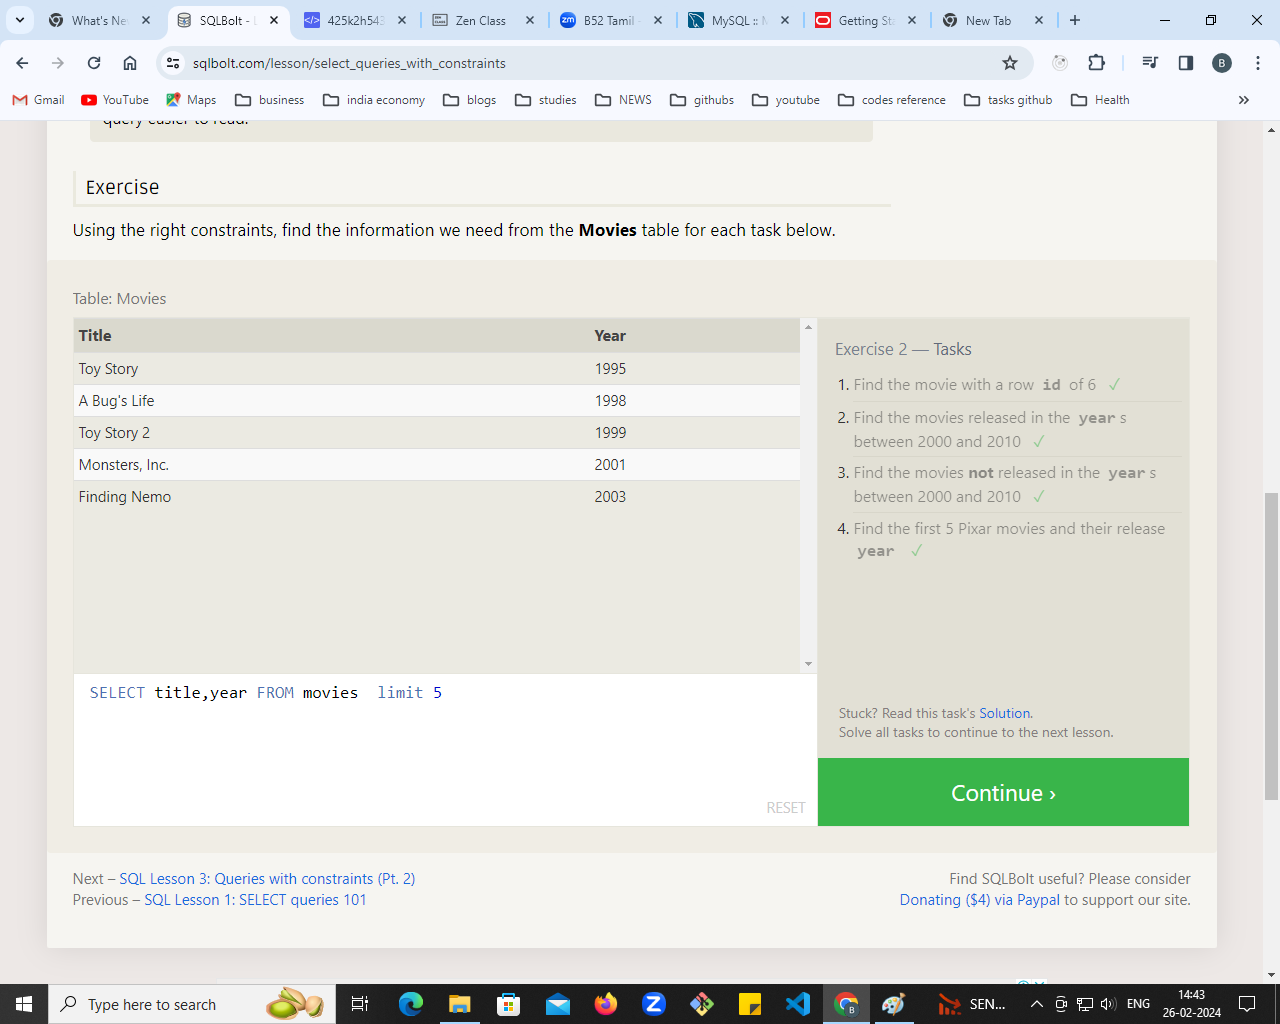 What's Ne
SQLBolt - L
425k2h543
Zen Class
B52 Tamil
MySQL :: M
Getting Sta
New Tab
sqlbolt.com/lesson/select_queries_with_constraints
B
Gmail
YouTube
Maps
business
india economy
blogs
studies
NEWS
githubs
youtube
codes reference
tasks github
Health
query easier to read.
Exercise
Using the right constraints, find the information we need from the Movies table for each task below.
Table: Movies
Title Year
Toy Story 1995
A Bug's Life 1998
Toy Story 2 1999
Monsters, Inc. 2001
Finding Nemo 2003
Exercise 2 — Tasks
1. Find the movie with a row id of 6 ✓
2. Find the movies released in the year s
between 2000 and 2010 ✓
3. Find the movies not released in the year s
between 2000 and 2010 ✓
4. Find the first 5 Pixar movies and their release
year ✓
SELECT title,year FROM movies  limit 5
RESET
Stuck? Read this task's Solution.
Solve all tasks to continue to the next lesson.
Continue ›
Next – SQL Lesson 3: Queries with constraints (Pt. 2)
Previous – SQL Lesson 1: SELECT queries 101
Find SQLBolt useful? Please consider
Donating ($4) via Paypal to support our site.
Type here to search
SEN...
ENG
14:43
26-02-2024